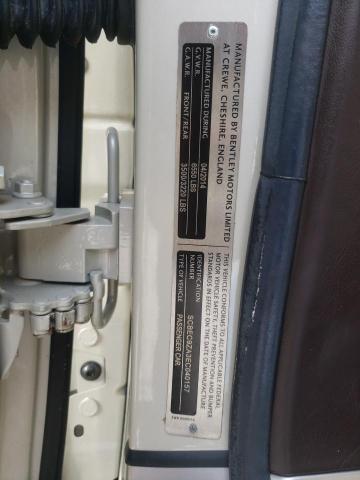 MANUFACTURED BY BENTLEY MOTORS LIMITED
AT CREWE, CHESHIRE, ENGLAND
MANUFACTURED DURING 04/2014
G.V.W.R. 6550 LBS
G.A.W.R. FRONT/REAR 3500/3220 LBS
THIS VEHICLE CONFORMS TO ALL APPLICABLE FEDERAL
MOTOR VEHICLE SAFETY, THEFT PREVENTION AND BUMPER
STANDARDS IN EFFECT ON THE DATE OF MANUFACTURE
IDENTIFICATION
NUMBER SCBEC9ZA3EC040157
TYPE OF VEHICLE PASSENGER CAR